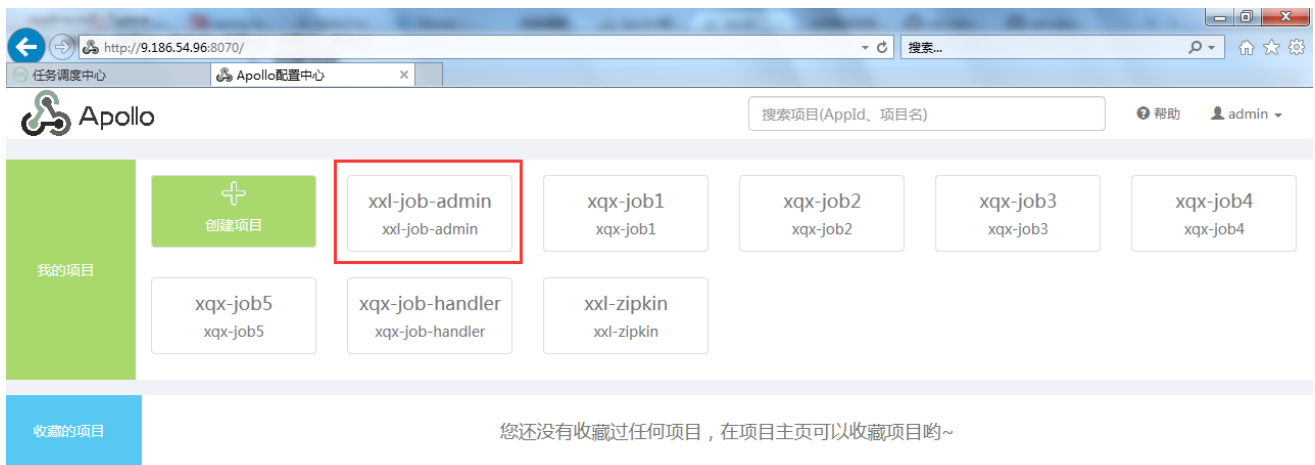 http://9.186.54.96:8070/
搜索...
任务调度中心
Apollo配置中心
Apollo
搜索项目(AppId、项目名)
帮助
admin
我的项目
创建项目
xxl-job-admin
xxl-job-admin
xqx-job1
xqx-job1
xqx-job2
xqx-job2
xqx-job3
xqx-job3
xqx-job4
xqx-job4
xqx-job5
xqx-job5
xqx-job-handler
xqx-job-handler
xxl-zipkin
xxl-zipkin
收藏的项目
您还没有收藏过任何项目，在项目主页可以收藏项目哟~